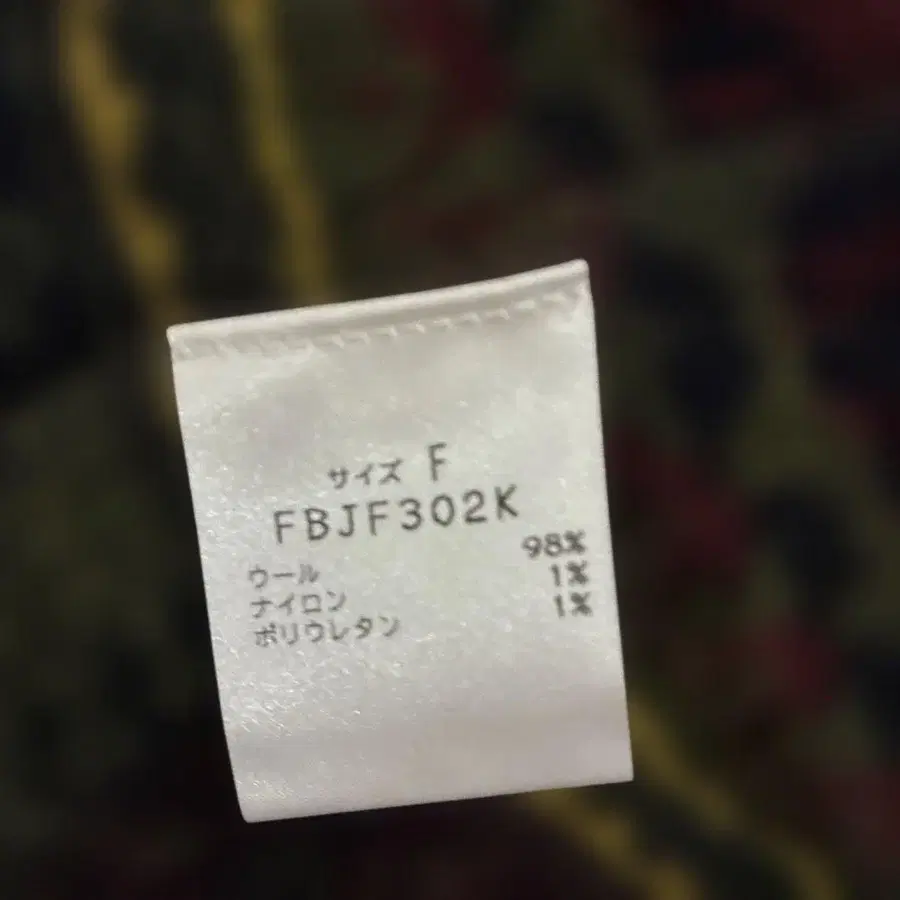 サイズ F
FBJF302K
ウール 98%
ナイロン 1%
ポリウレタン 1%